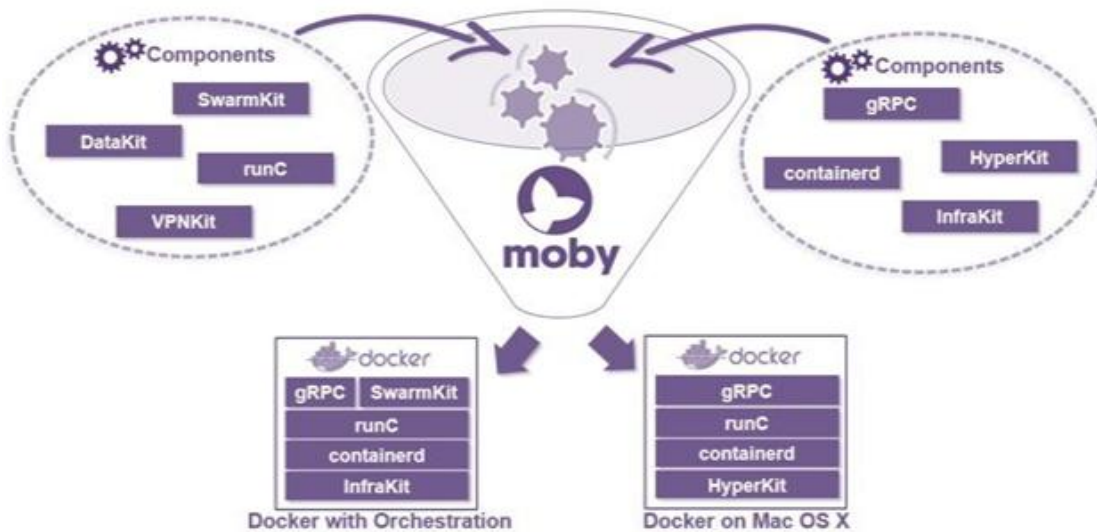 Components
SwarmKit
DataKit
runC
VPNKit
Components
gRPC
HyperKit
containerd
InfraKit
moby
docker
gRPC SwarmKit
runC
containerd
InfraKit
Docker with Orchestration
docker
gRPC
runC
containerd
HyperKit
Docker on Mac OS X